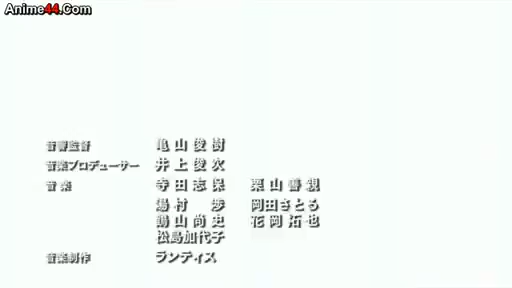 Anime44.Com
音響監督 亀山俊樹
音楽プロデューサー 井上俊次
音楽 寺田志保 栗山善親
湯村 渉 岡田さとる
鶴山尚史 花岡拓也
松島加代子
音楽制作 ランティス